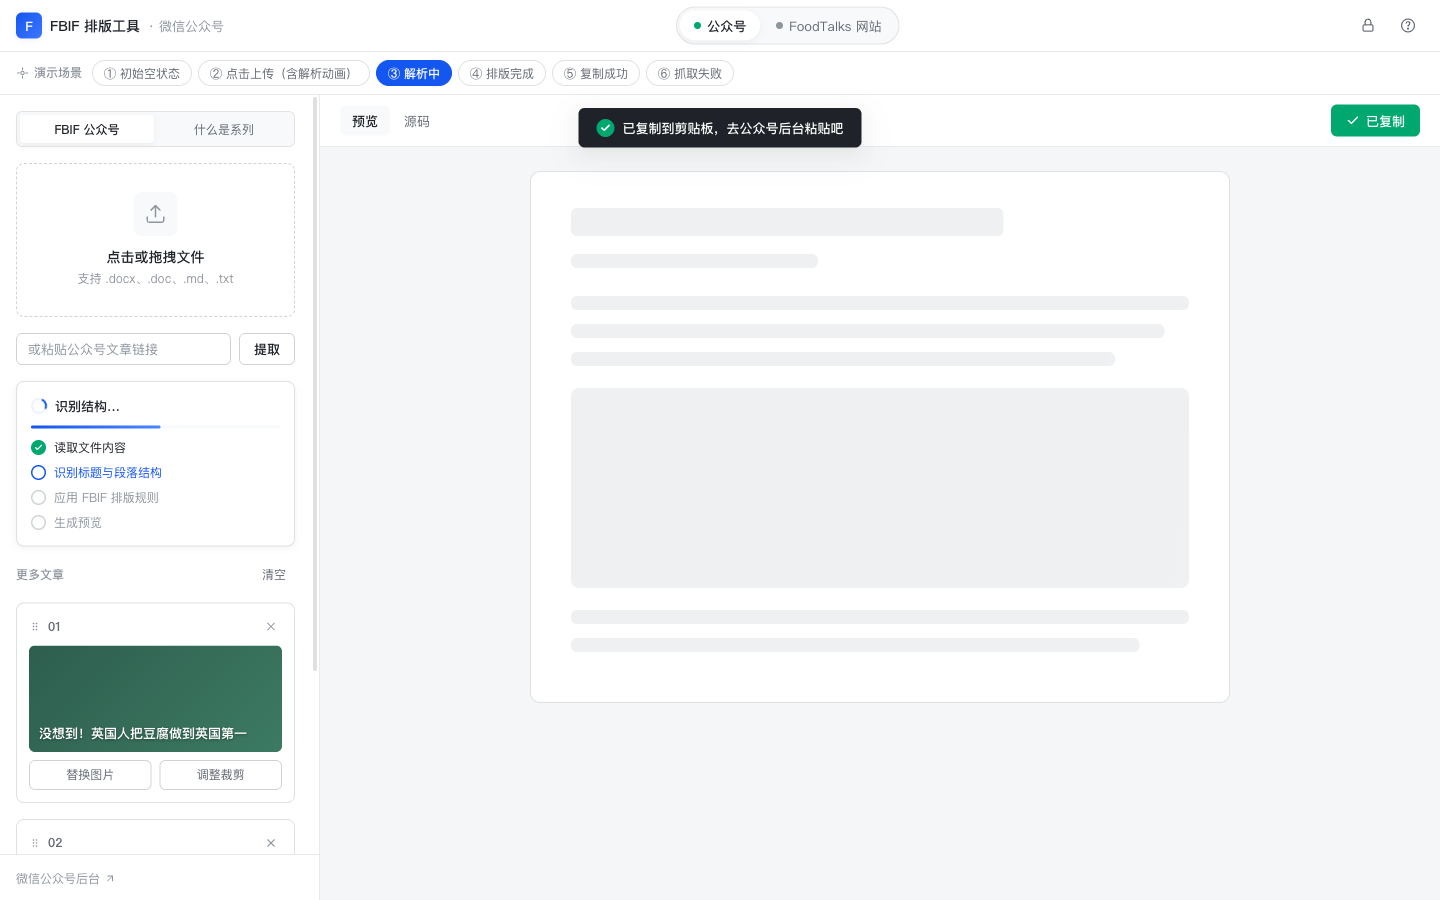 F FBIF 排版工具 · 微信公众号
公众号
FoodTalks 网站
演示场景
① 初始空状态
② 点击上传（含解析动画）
③ 解析中
④ 排版完成
⑤ 复制成功
⑥ 抓取失败
FBIF 公众号
什么是系列
预览
源码
已复制到剪贴板，去公众号后台粘贴吧
已复制
点击或拖拽文件
支持 .docx、.doc、.md、.txt
或粘贴公众号文章链接
提取
识别结构...
读取文件内容
识别标题与段落结构
应用 FBIF 排版规则
生成预览
更多文章
清空
01
没想到！英国人把豆腐做到英国第一
替换图片
调整裁剪
02
微信公众号后台